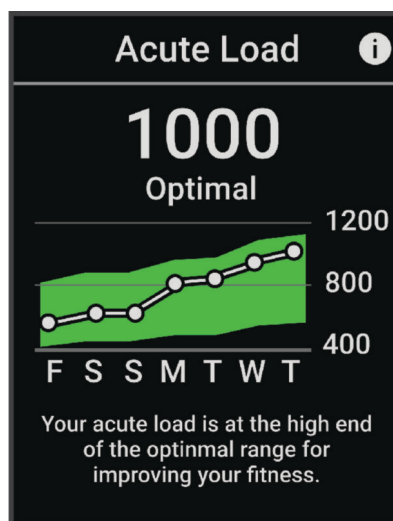 Acute Load i
1000
Optimal
1200
800
400
F S S M T W T
Your acute load is at the high end
of the optinmal range for
improving your fitness.